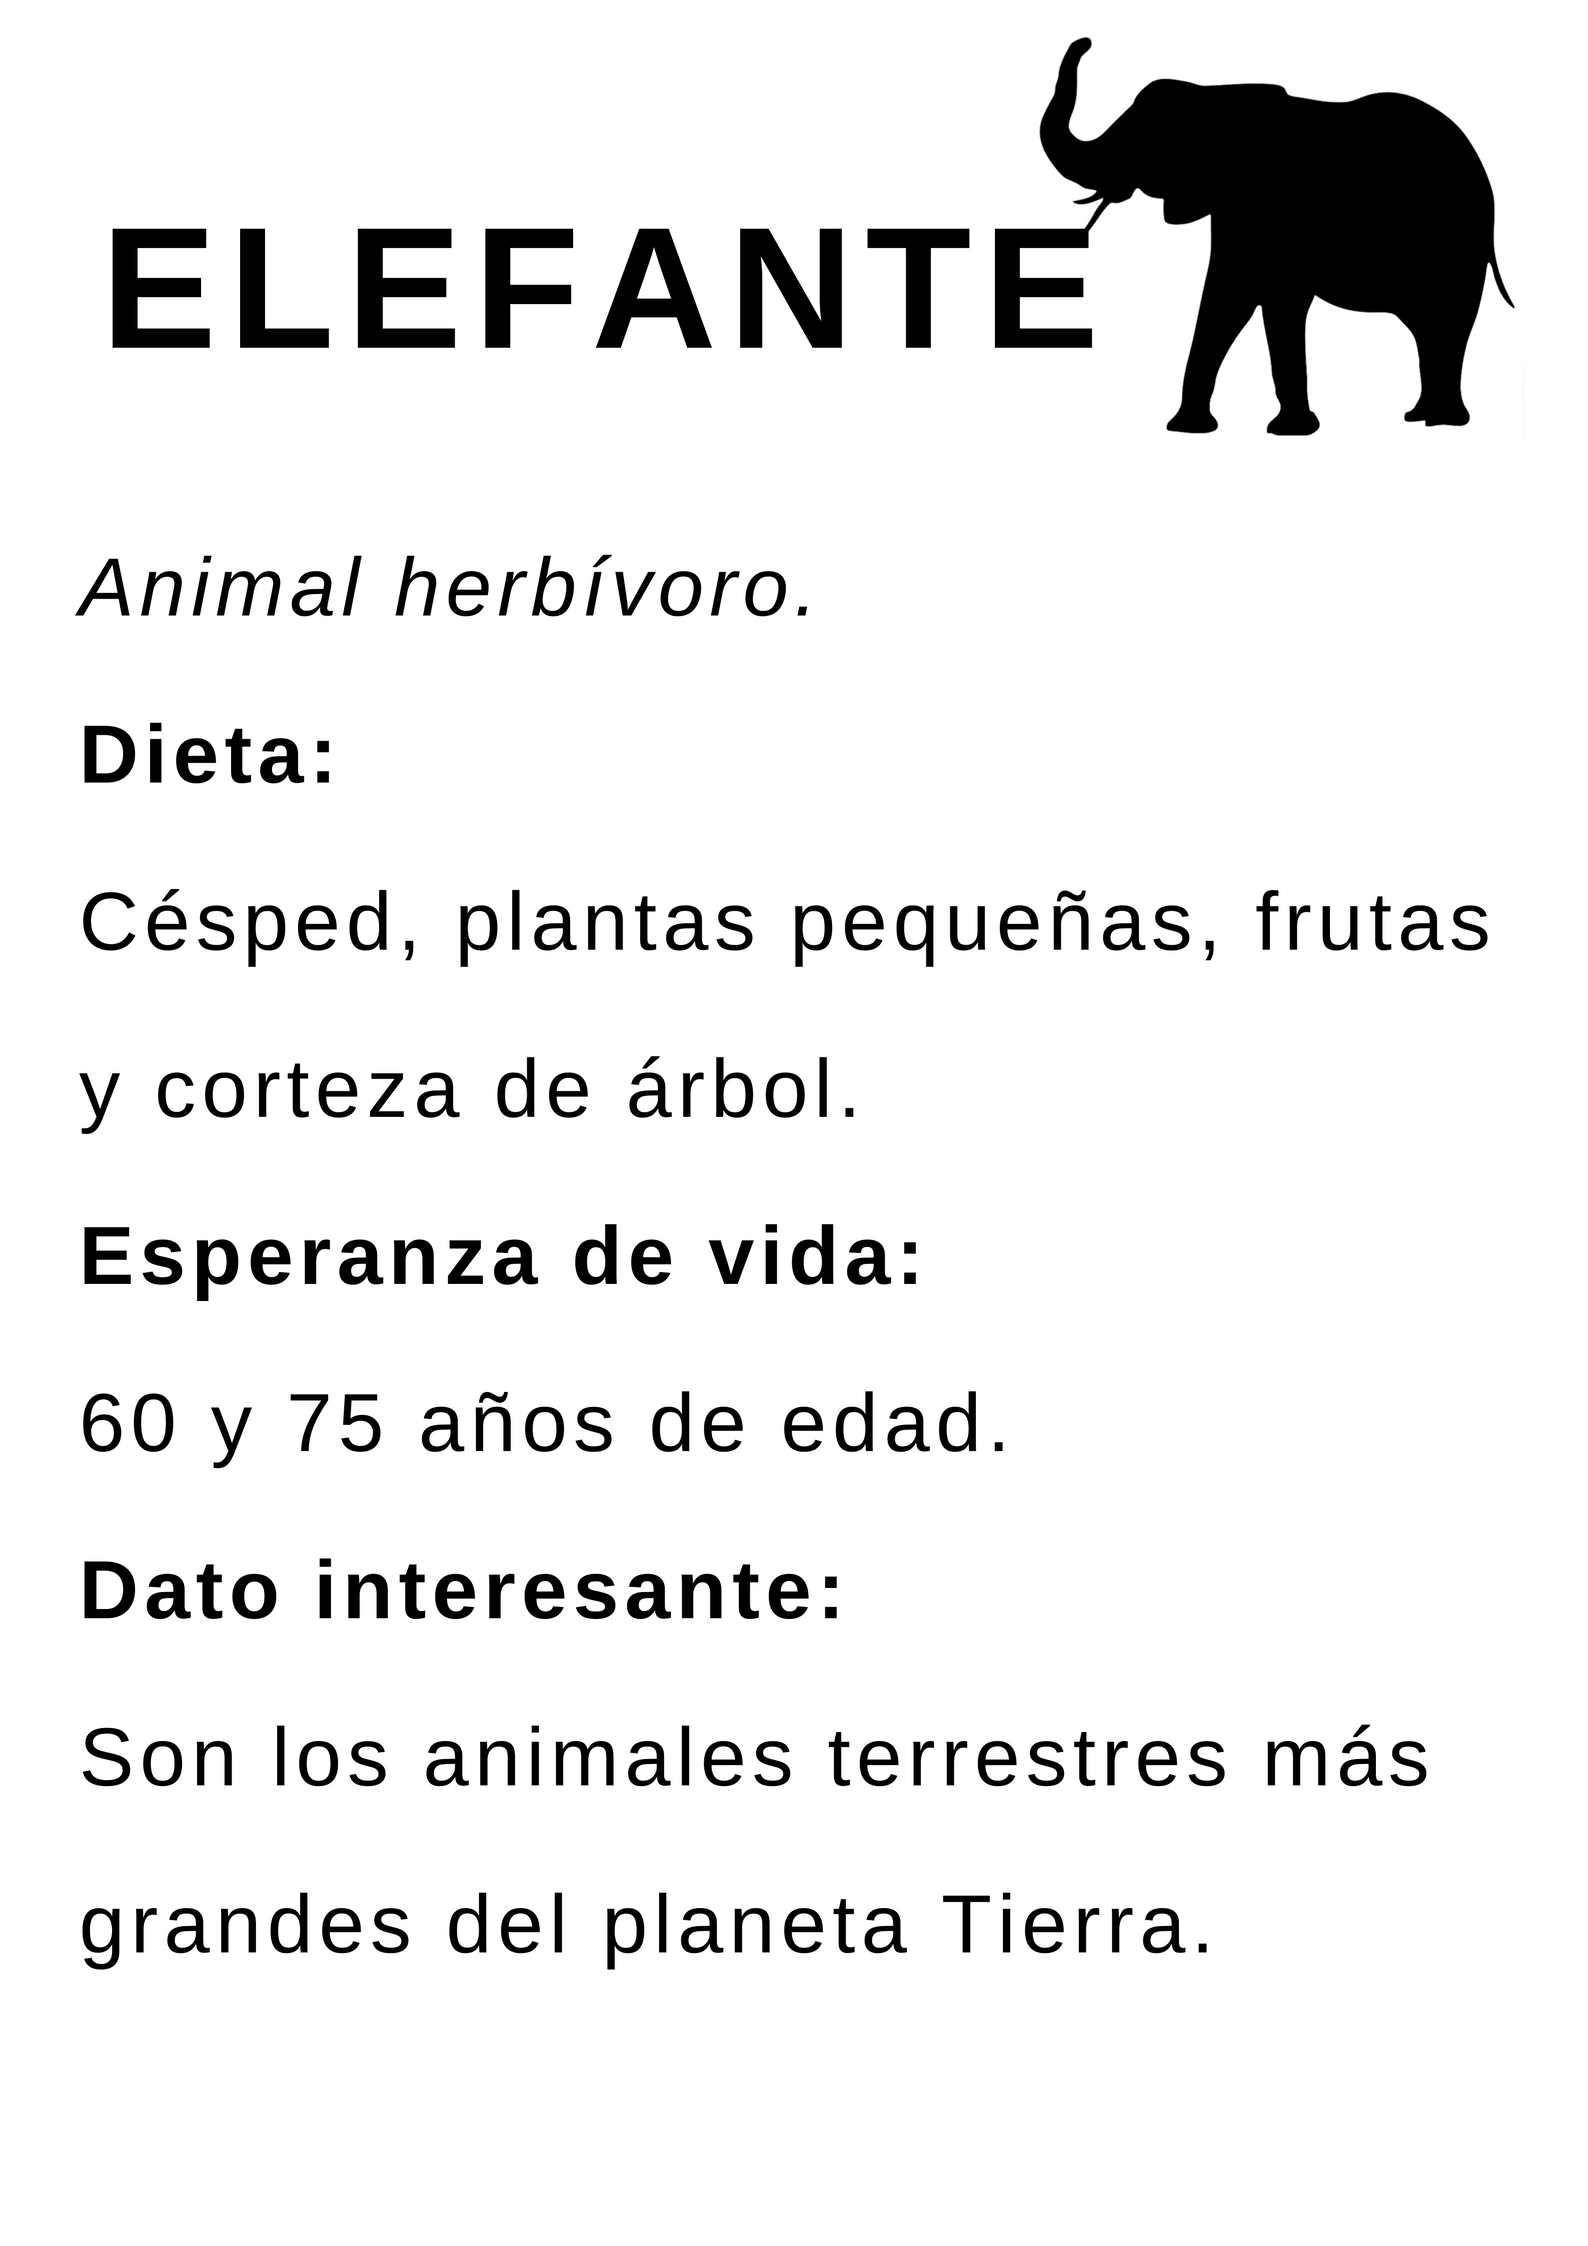 ELEFANTE
Animal herbívoro.
Dieta:
Césped, plantas pequeñas, frutas
y corteza de árbol.
Esperanza de vida:
60 y 75 años de edad.
Dato interesante:
Son los animales terrestres más
grandes del planeta Tierra.